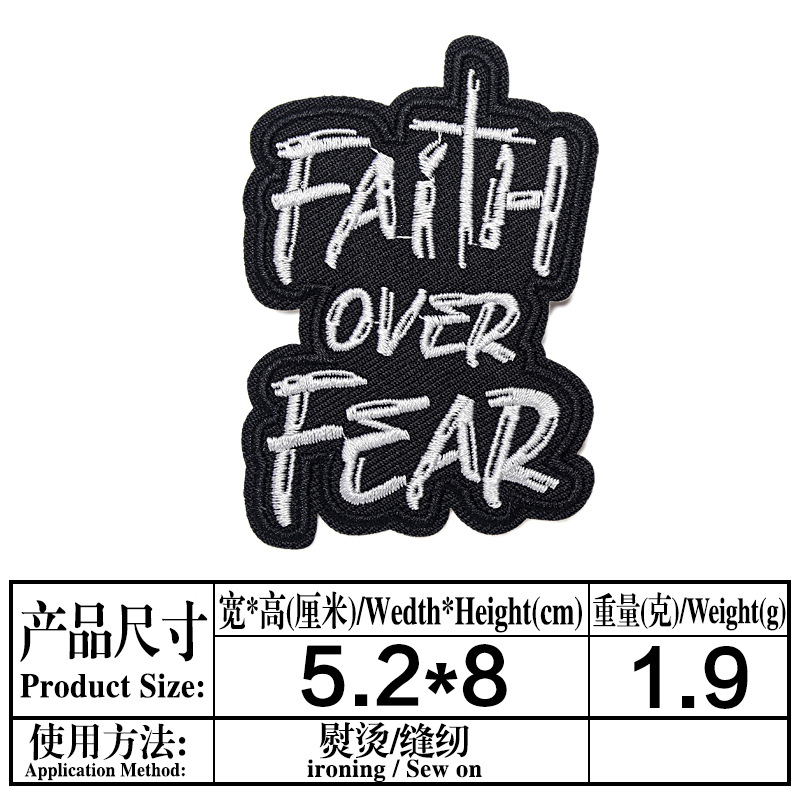 FAITH
OVER
FEAR
产品尺寸
Product Size:
宽*高(厘米)/Wedth*Height(cm)
重量(克)/Weight(g)
5.2*8
1.9
使用方法:
Application Method:
熨烫/缝纫
ironing / Sew on